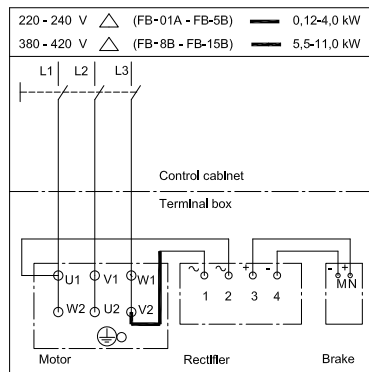 220 - 240 V (FB-01A - FB-5B) 0,12-4,0 kW
380 - 420 V (FB-8B - FB-15B) 5,5-11,0 kW
L1 L2 L3
Control cabinet
Terminal box
U1 V1 W1
W2 U2 V2
~ ~ + -
1 2 3 4
- +
M N
Motor Rectifier Brake